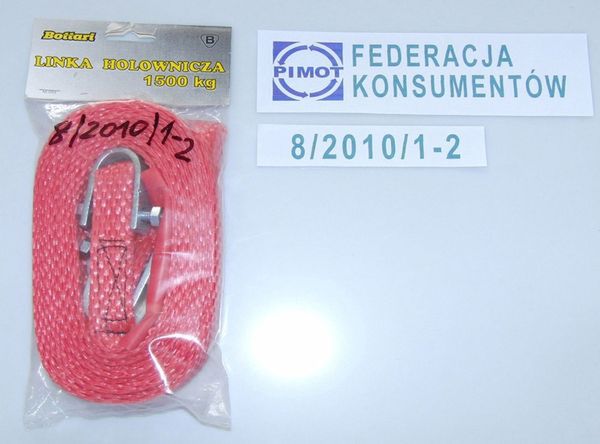 Bottari
B
LINKA HOLOWNICZA
1500 kg
8/2010/1-2
PIMOT
FEDERACJA
KONSUMENTÓW
8/2010/1-2